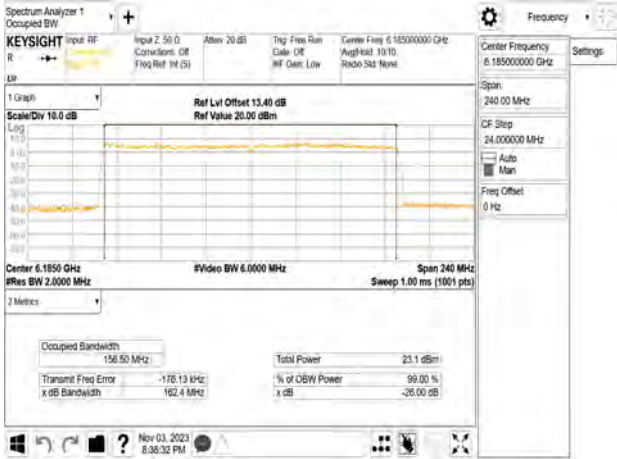 Spectrum Analyzer 1
Occupied BW
+
Frequency
KEYSIGHT Input: RF
R
Input Z: 50 Ω
Corrections: Off
Freq Ref: Int (S)
Atten: 20 dB
Trig: Free Run
Gate: Off
#IF Gain: Low
Center Freq: 6.185000000 GHz
Avg|Hold: 10/10
Radio Std: None
Center Frequency
6.185000000 GHz
Settings
Span
240.00 MHz
CF Step
24.000000 MHz
Auto
Man
Freq Offset
0 Hz
1 Graph
Scale/Div 10.0 dB
Ref Lvl Offset 13.40 dB
Ref Value 20.00 dBm
Log
10.0
0.00
Center 6.1850 GHz
#Res BW 2.0000 MHz
#Video BW 6.0000 MHz
Span 240 MHz
Sweep 1.00 ms (1001 pts)
2 Metrics
Occupied Bandwidth
156.50 MHz
Total Power
23.1 dBm
Transmit Freq Error
-176.13 kHz
% of OBW Power
99.00 %
x dB Bandwidth
162.4 MHz
x dB
-26.00 dB
?
Nov 03, 2023
8:36:32 PM